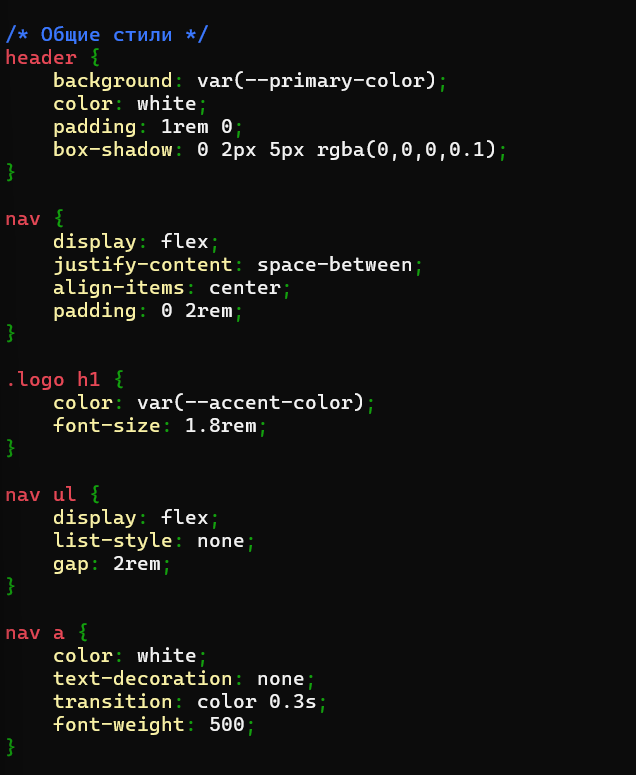 /* Общие стили */
header {
    background: var(--primary-color);
    color: white;
    padding: 1rem 0;
    box-shadow: 0 2px 5px rgba(0,0,0,0.1);
}

nav {
    display: flex;
    justify-content: space-between;
    align-items: center;
    padding: 0 2rem;
}

.logo h1 {
    color: var(--accent-color);
    font-size: 1.8rem;
}

nav ul {
    display: flex;
    list-style: none;
    gap: 2rem;
}

nav a {
    color: white;
    text-decoration: none;
    transition: color 0.3s;
    font-weight: 500;
}